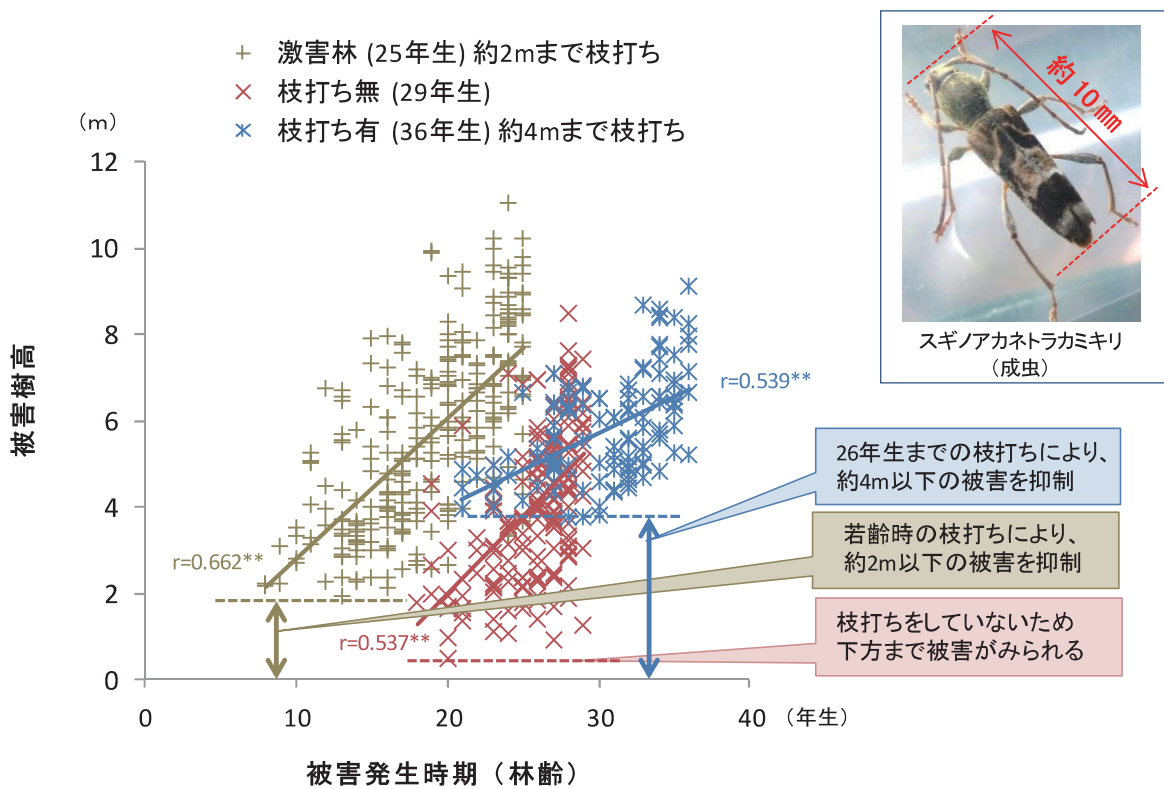 激害林 (25年生) 約2mまで枝打ち
枝打ち無 (29年生)
枝打ち有 (36年生) 約4mまで枝打ち
(m)
12
10
8
6
4
2
0
被害樹高
0
10
20
30
40
(年生)
被害発生時期 (林齢)
r=0.662**
r=0.537**
r=0.539**
約10mm
スギノアカネトラカミキリ
(成虫)
26年生までの枝打ちにより、
約4m以下の被害を抑制
若齢時の枝打ちにより、
約2m以下の被害を抑制
枝打ちをしていないため
下方まで被害がみられる